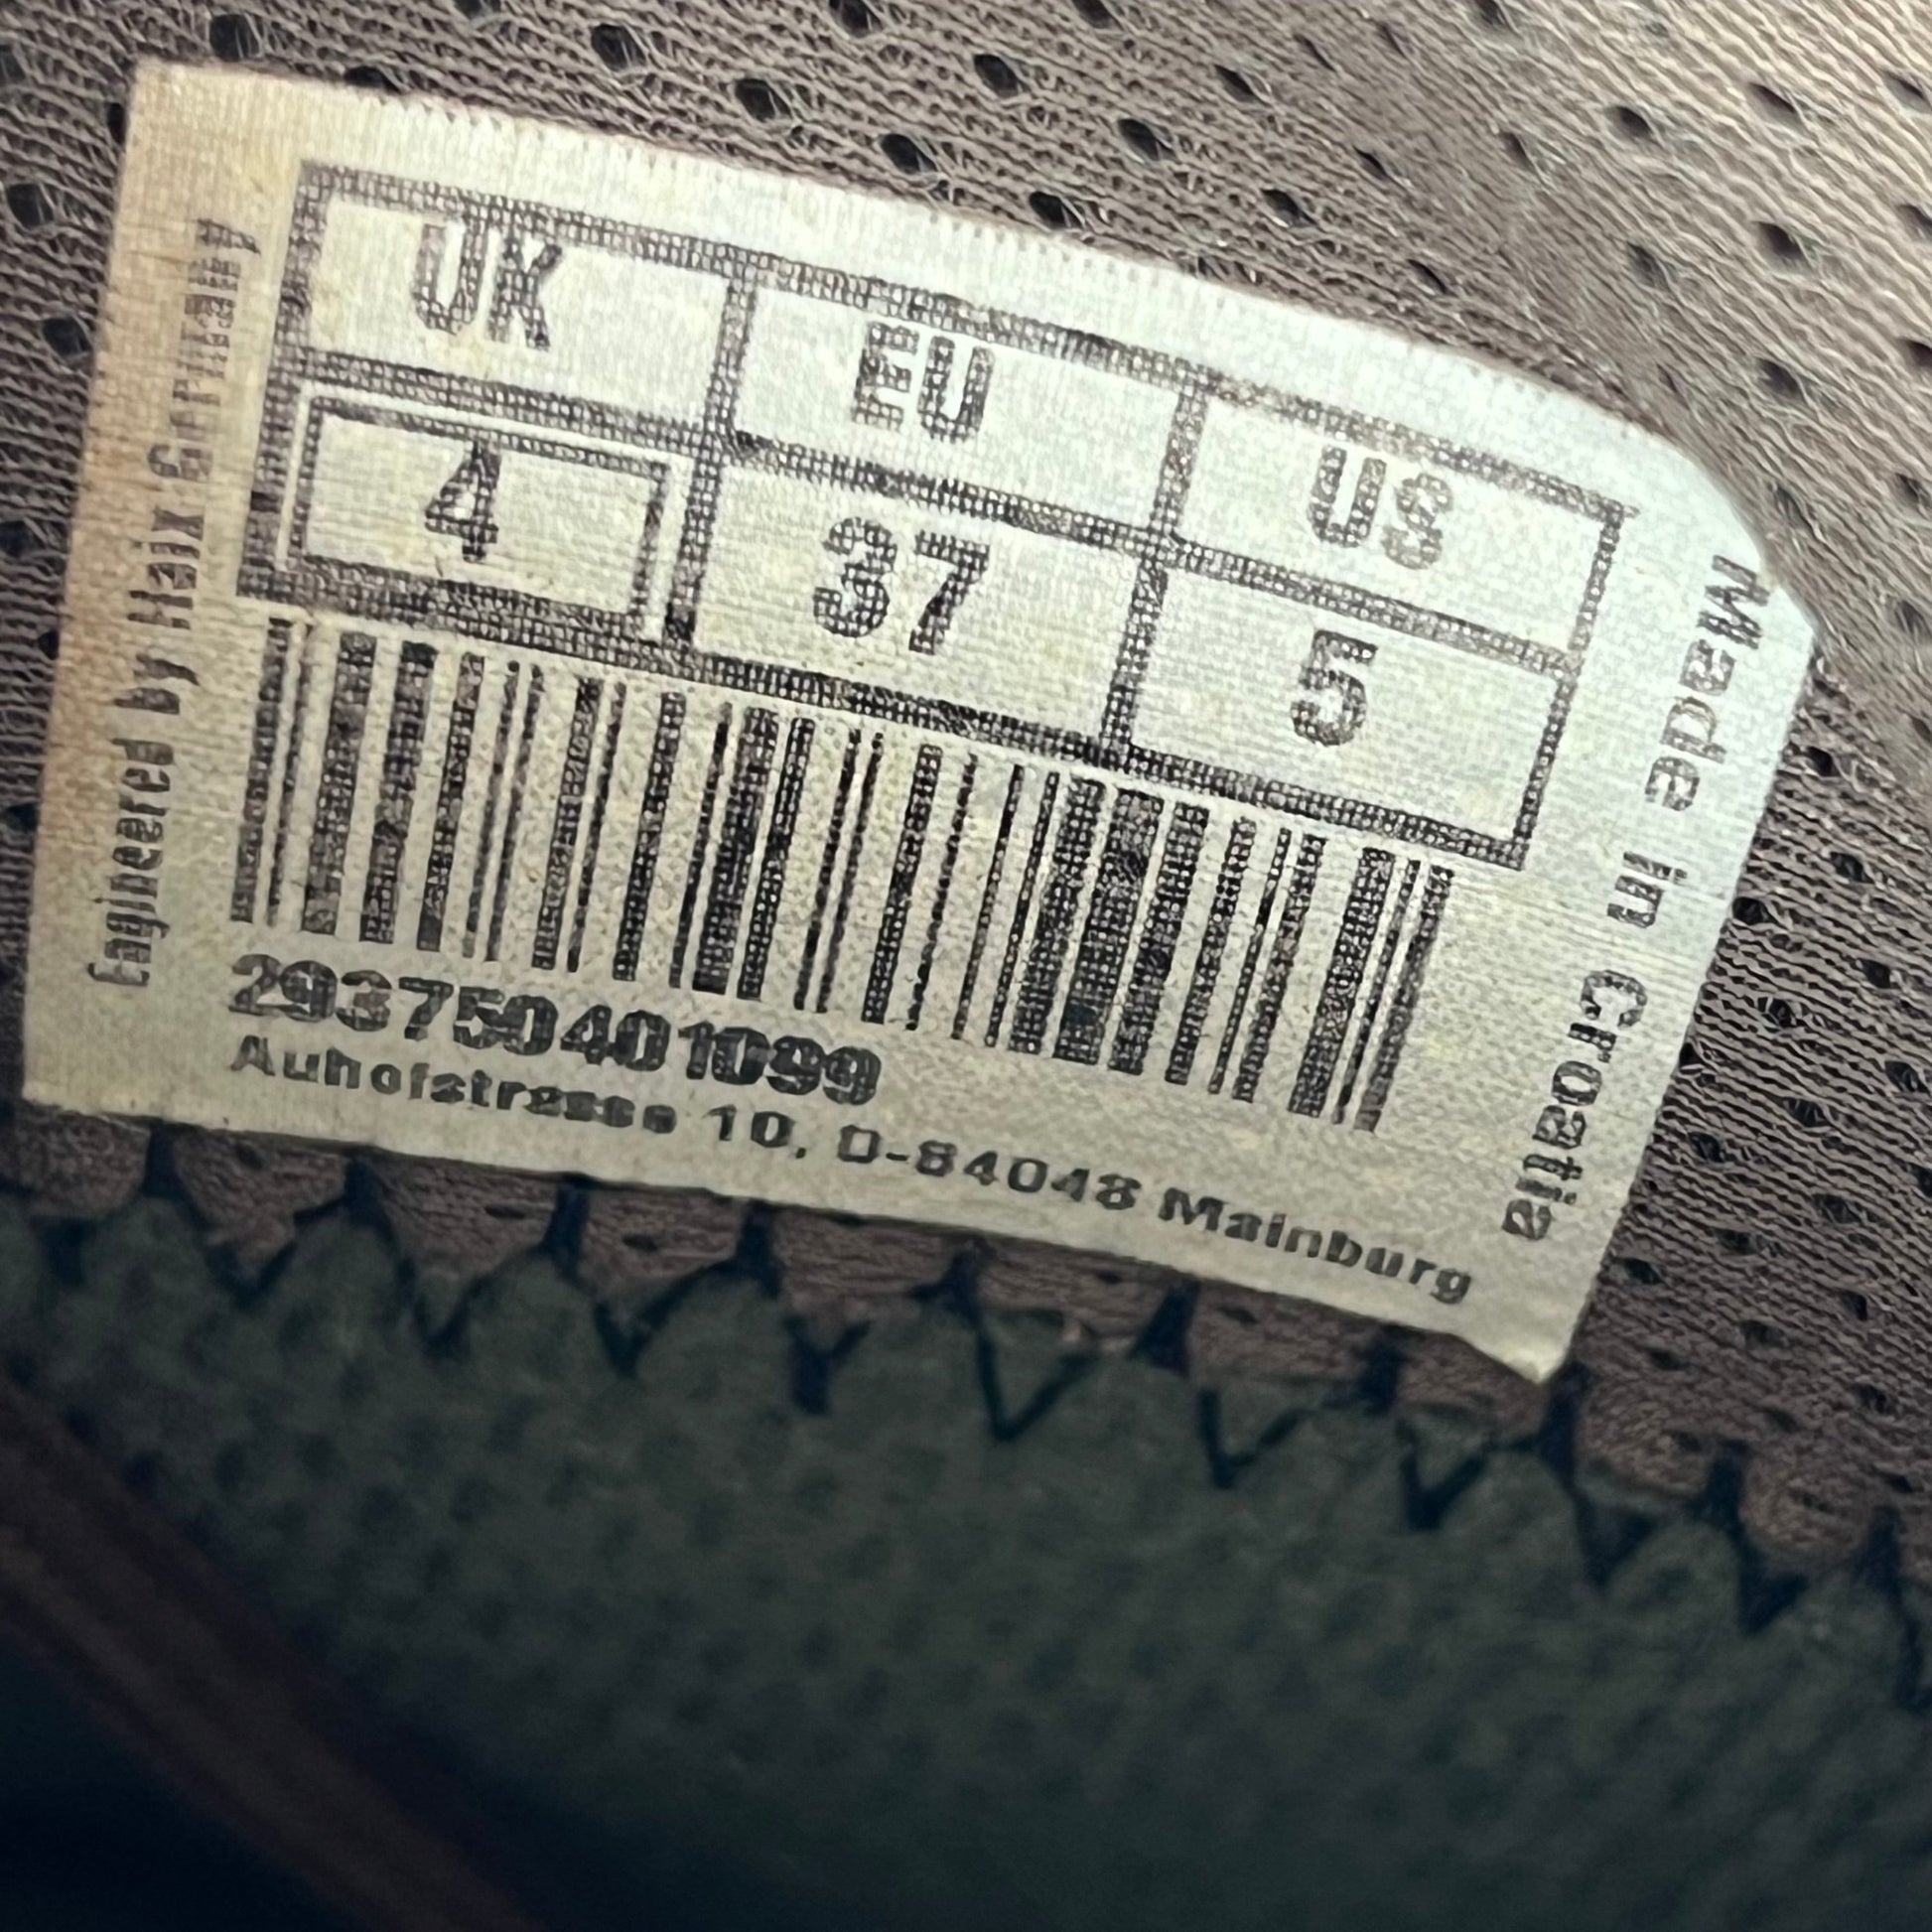 Engineered by Haix Germany
UK EU US
4 37 5
293750401099
Auhofstrasse 10, D-84048 Mainburg
Made in Croatia